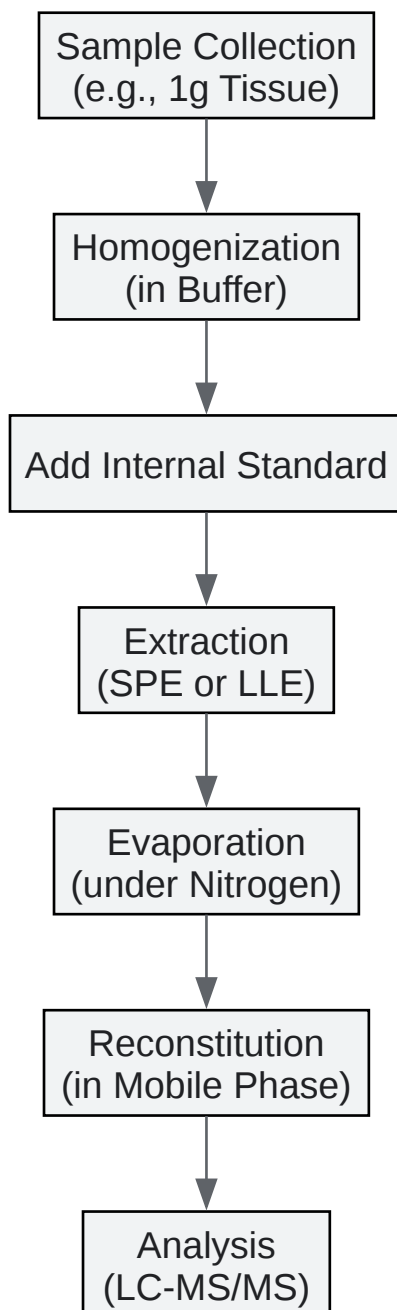 Sample Collection
(e.g., 1g Tissue)
Homogenization
(in Buffer)
Add Internal Standard
Extraction
(SPE or LLE)
Evaporation
(under Nitrogen)
Reconstitution
(in Mobile Phase)
Analysis
(LC-MS/MS)